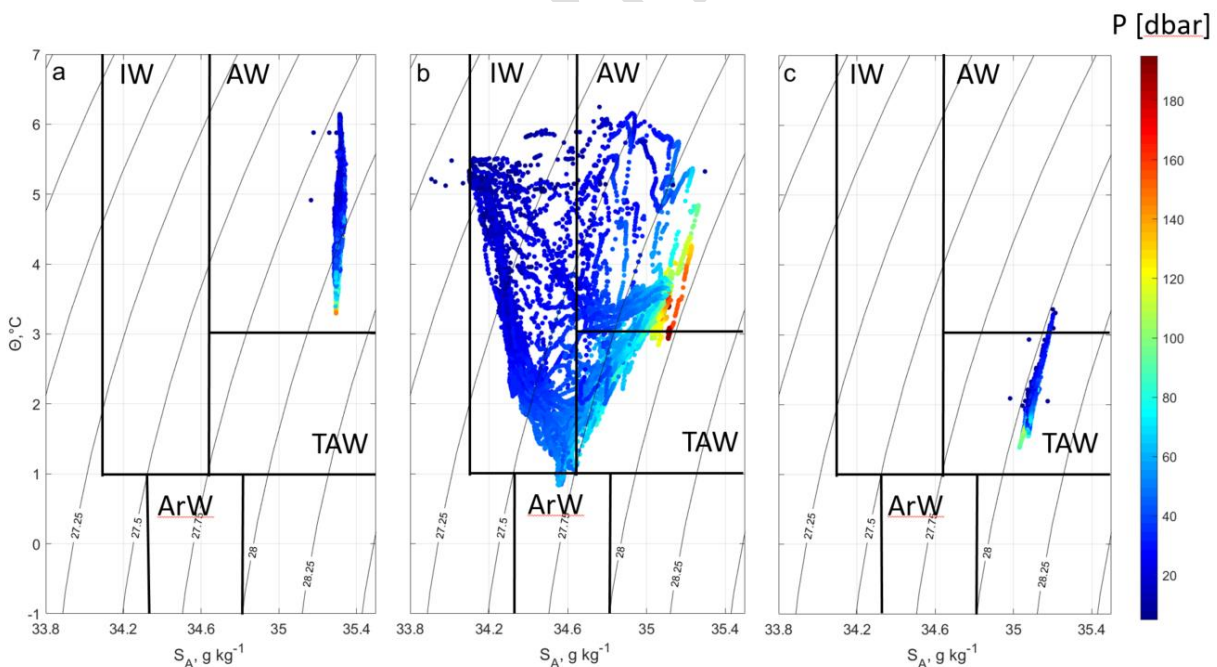 P [dbar]
a
IW
AW
TAW
ArW
27.25
27.5
27.75
28
28.25
7
6
5
4
3
2
1
0
-1
Θ,°C
33.8
34.2
34.6
35
35.4
S_A, g kg⁻¹
b
IW
AW
TAW
ArW
27.25
27.5
27.75
28
28.25
33.8
34.2
34.6
35
35.4
S_A, g kg⁻¹
c
IW
AW
TAW
ArW
27.25
27.5
27.75
28
28.25
33.8
34.2
34.6
35
35.4
S_A, g kg⁻¹
180
160
140
120
100
80
60
40
20